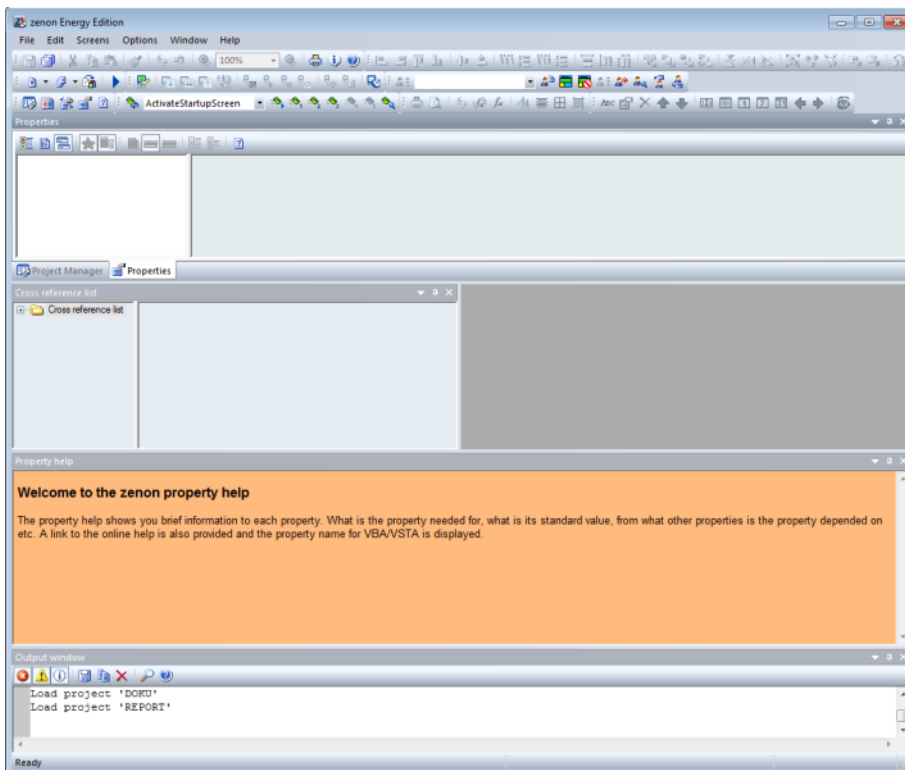 zenon Energy Edition
File Edit Screens Options Window Help
100%
ActivateStartupScreen
Properties
Project Manager Properties
Cross reference list
Cross reference list
Property help
Welcome to the zenon property help
The property help shows you brief information to each property. What is the property needed for, what is its standard value, from what other properties is the property depended on
etc. A link to the online help is also provided and the property name for VBA/VSTA is displayed.
Output window
Load project 'DOKU'
Load project 'REPORT'
Ready